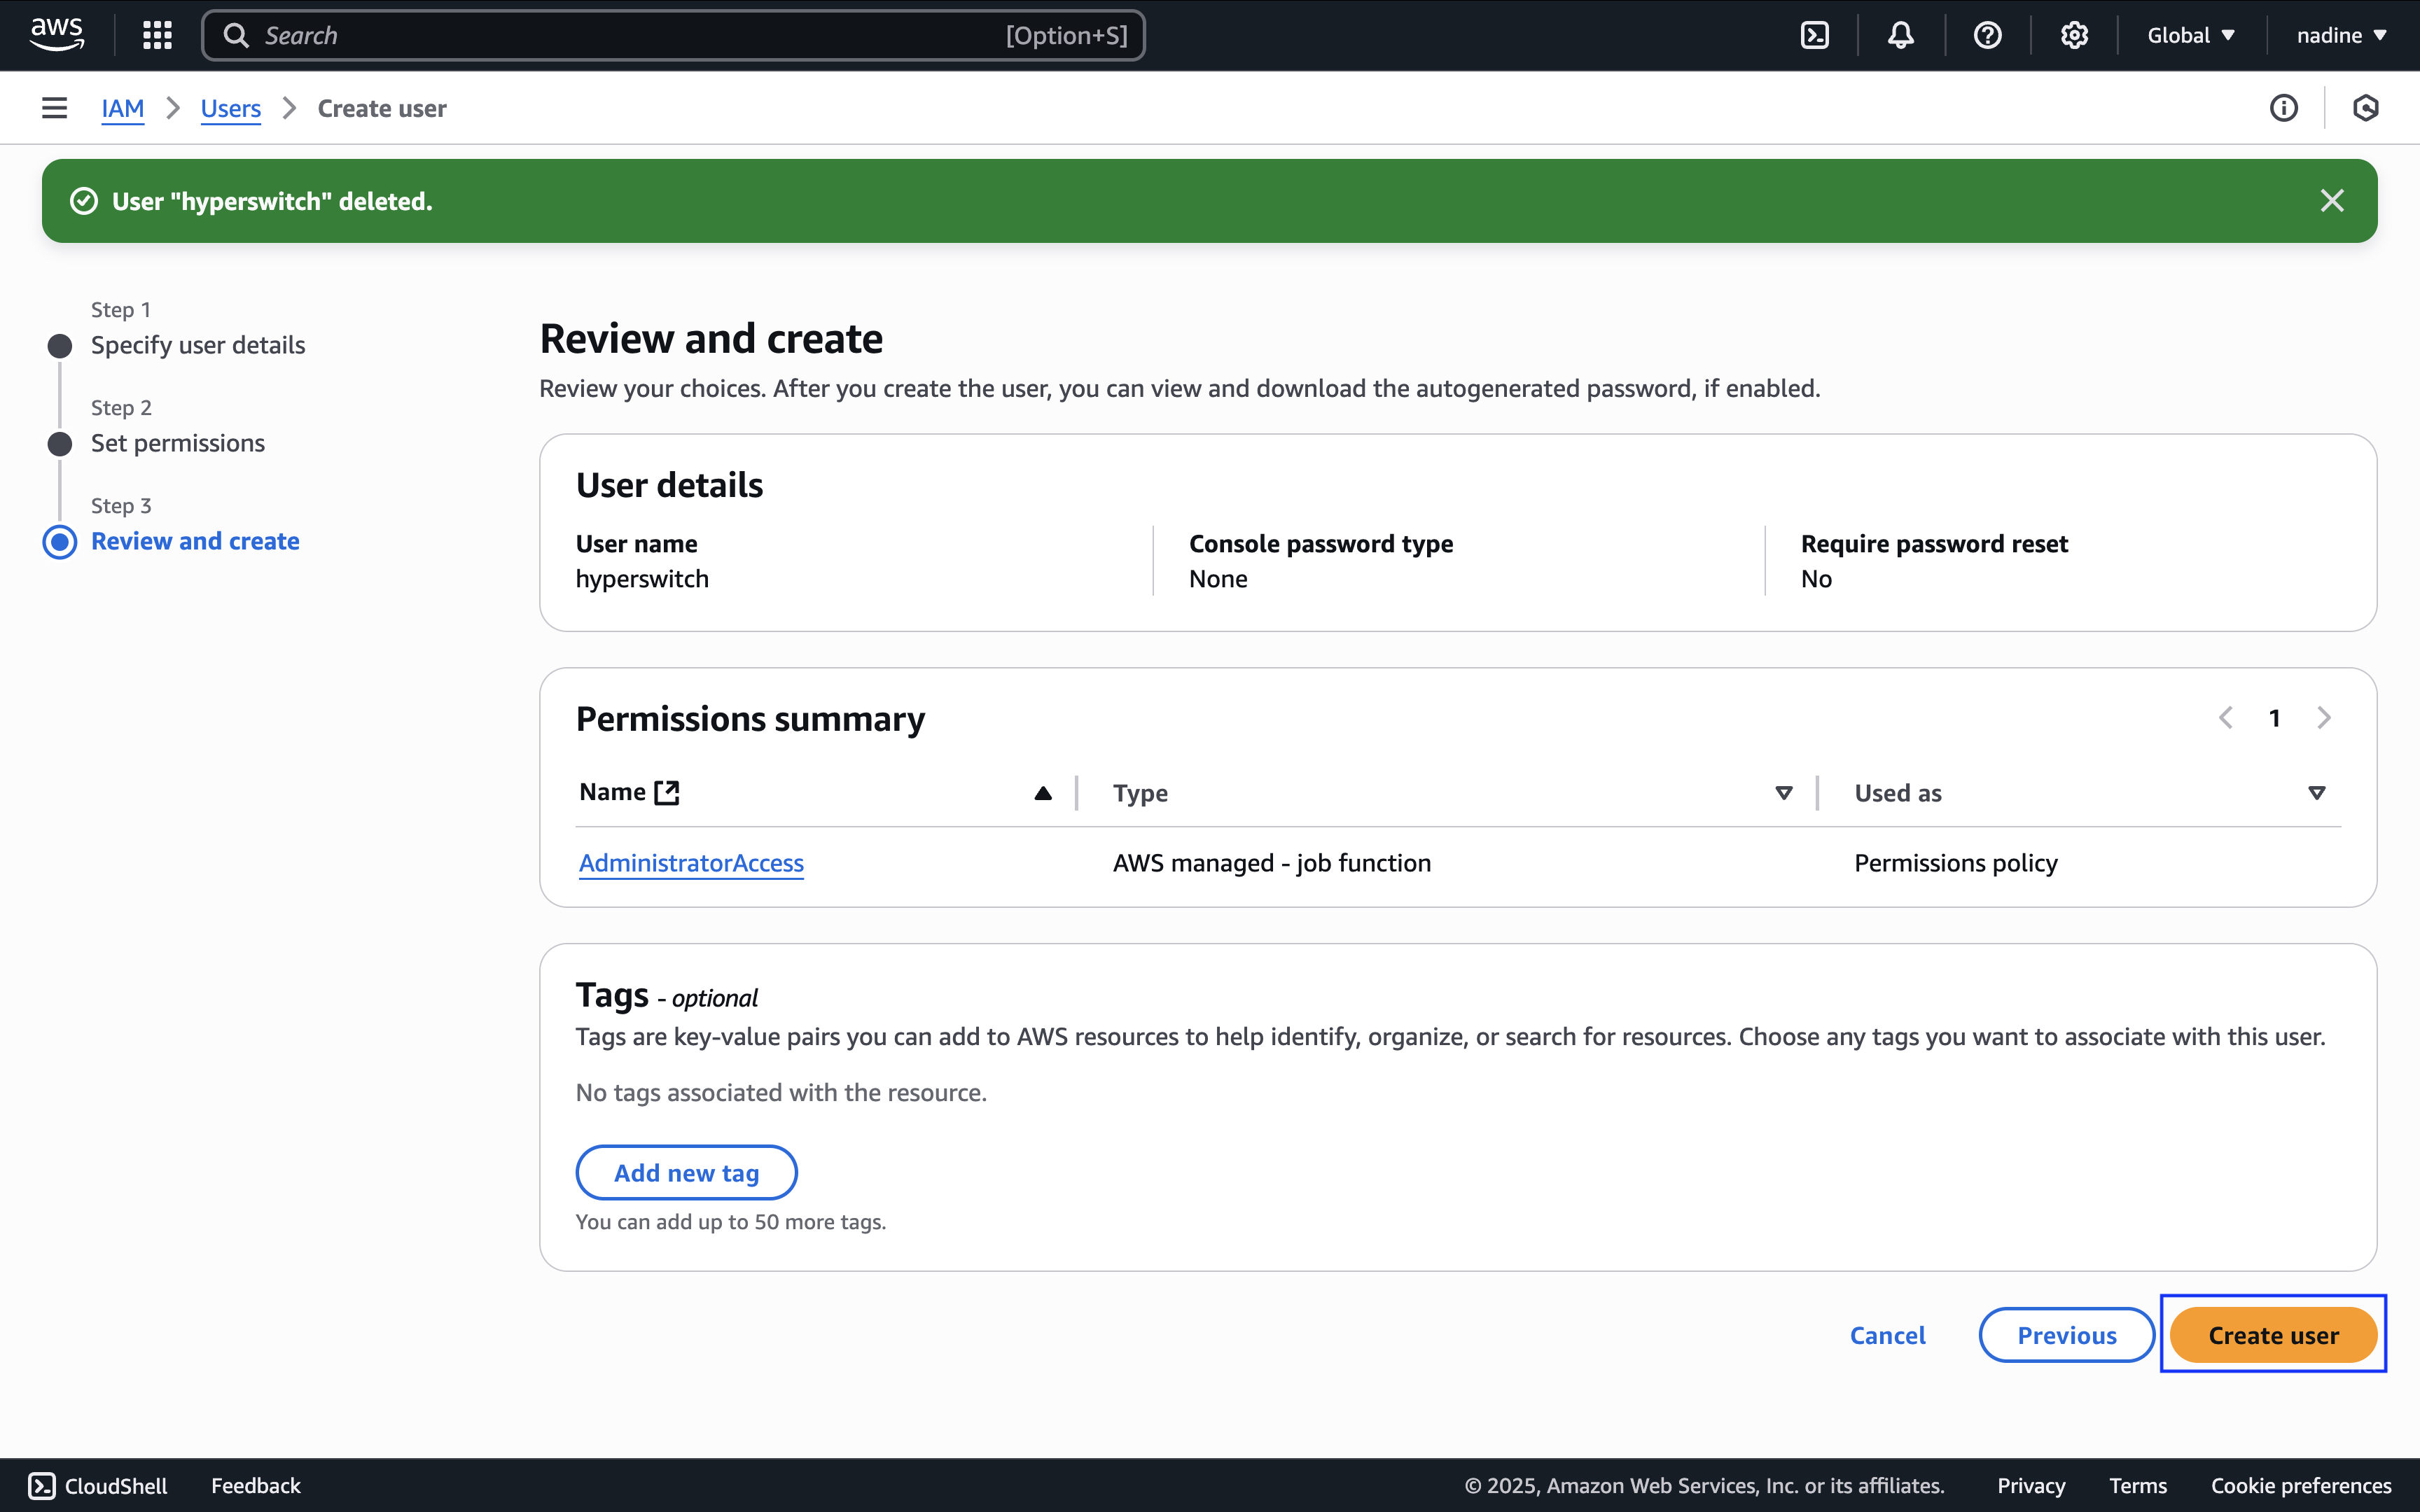 aws
Search [Option+S]
Global
nadine
IAM Users Create user
User "hyperswitch" deleted.
Step 1
Specify user details
Step 2
Set permissions
Step 3
Review and create
Review and create
Review your choices. After you create the user, you can view and download the autogenerated password, if enabled.
User details
User name Console password type Require password reset
hyperswitch None No
Permissions summary
1
Name Type Used as
AdministratorAccess AWS managed - job function Permissions policy
Tags - optional
Tags are key-value pairs you can add to AWS resources to help identify, organize, or search for resources. Choose any tags you want to associate with this user.
No tags associated with the resource.
Add new tag
You can add up to 50 more tags.
Cancel Previous Create user
CloudShell Feedback © 2025, Amazon Web Services, Inc. or its affiliates. Privacy Terms Cookie preferences